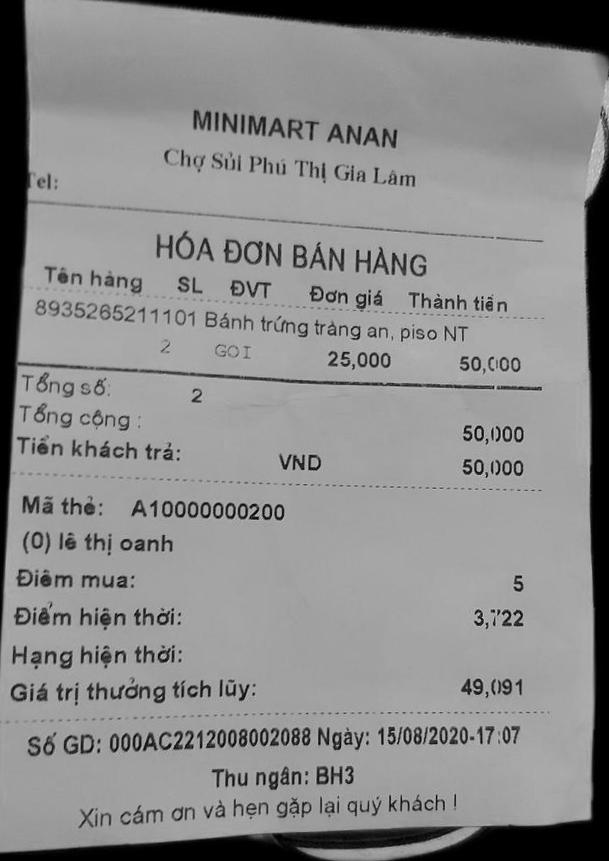 MINIMART ANAN
Chợ Sủi Phú Thị Gia Lâm
Tel:
HÓA ĐƠN BÁN HÀNG
Tên hàng SL ĐVT Đơn giá Thành tiền
8935265211101 Bánh trứng tràng an, piso NT
2 GOI 25,000 50,000
Tổng số: 2
Tổng cộng : 50,000
Tiền khách trả: VND 50,000
Mã thẻ: A10000000200
(0) lê thị oanh
Điểm mua: 5
Điểm hiện thời: 3,722
Hạng hiện thời:
Giá trị thưởng tích lũy: 49,091
Số GD: 000AC2212008002088 Ngày: 15/08/2020-17:07
Thu ngân: BH3
Xin cám ơn và hẹn gặp lại quý khách !